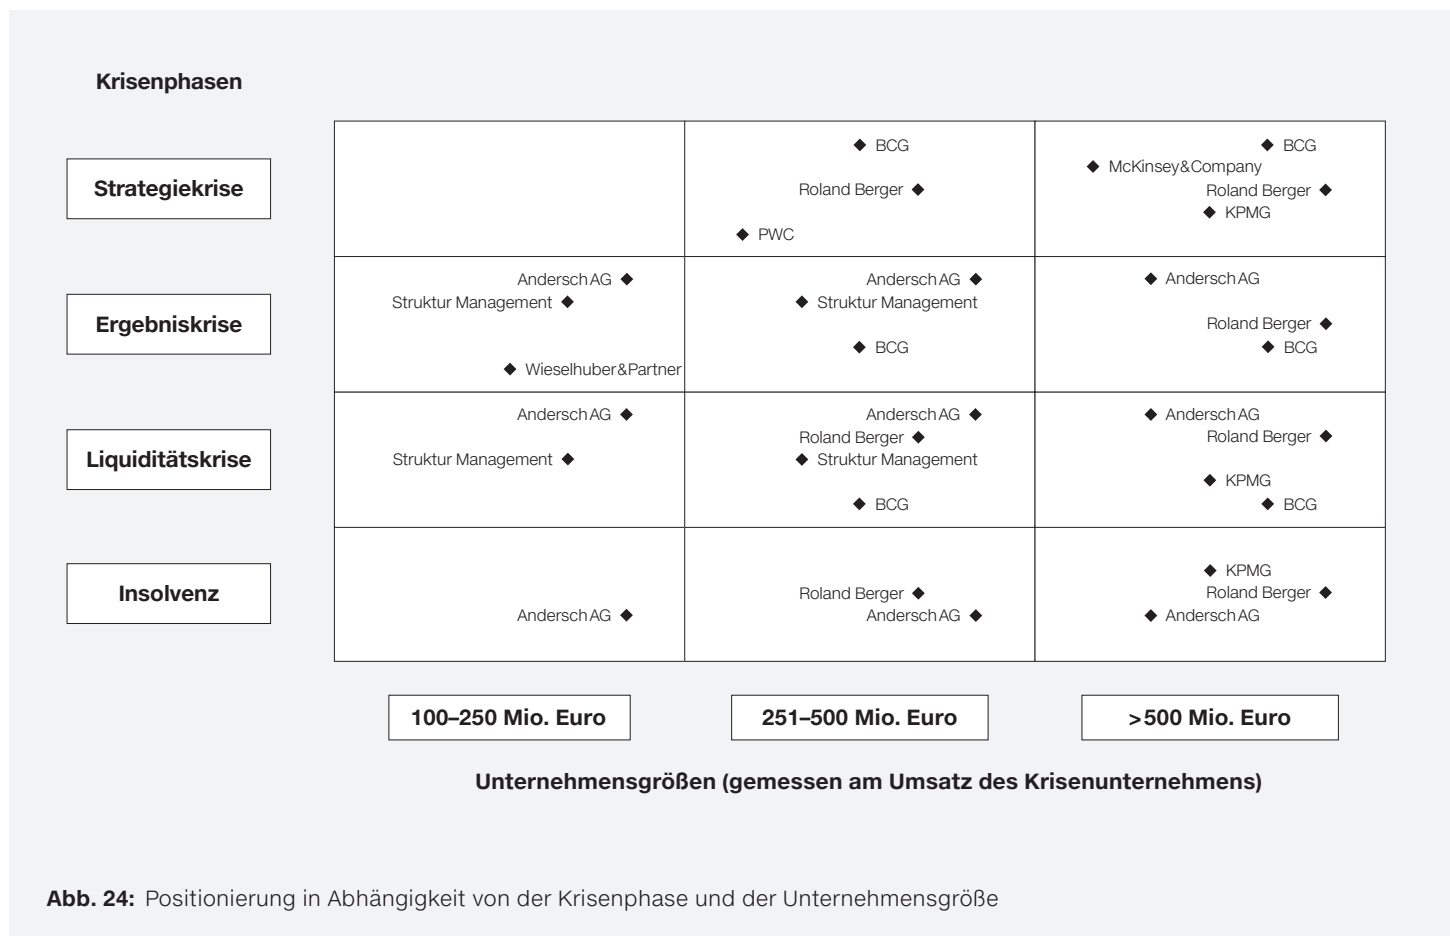 Krisenphasen
Strategiekrise
BCG
Roland Berger
PWC
BCG
McKinsey&Company
Roland Berger
KPMG
Ergebniskrise
Andersch AG
Struktur Management
Wieselhuber&Partner
Andersch AG
Struktur Management
BCG
Andersch AG
Roland Berger
BCG
Liquiditätskrise
Andersch AG
Struktur Management
Andersch AG
Roland Berger
Struktur Management
BCG
Andersch AG
Roland Berger
KPMG
BCG
Insolvenz
Andersch AG
Roland Berger
Andersch AG
KPMG
Roland Berger
Andersch AG
100–250 Mio. Euro
251–500 Mio. Euro
>500 Mio. Euro
Unternehmensgrößen (gemessen am Umsatz des Krisenunternehmens)
Abb. 24: Positionierung in Abhängigkeit von der Krisenphase und der Unternehmensgröße